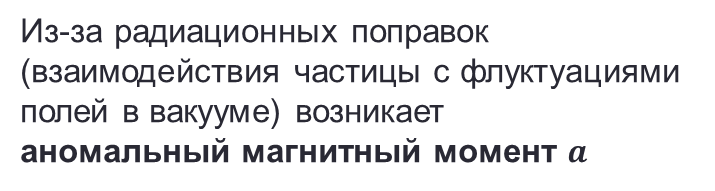 Из-за радиационных поправок
(взаимодействия частицы с флуктуациями
полей в вакууме) возникает
аномальный магнитный момент a